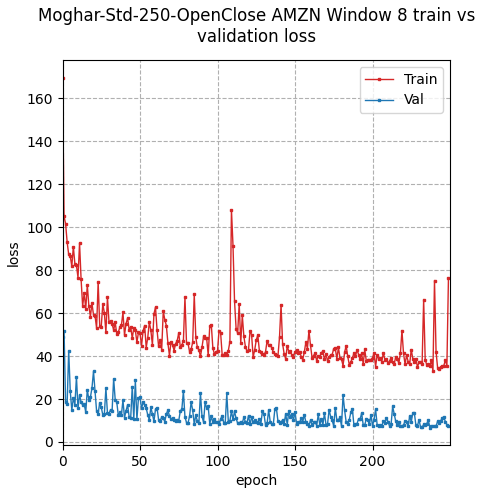 Moghar-Std-250-OpenClose AMZN Window 8 train vs
validation loss
Train
Val
160
140
120
100
80
60
40
20
0
loss
0
50
100
150
200
epoch